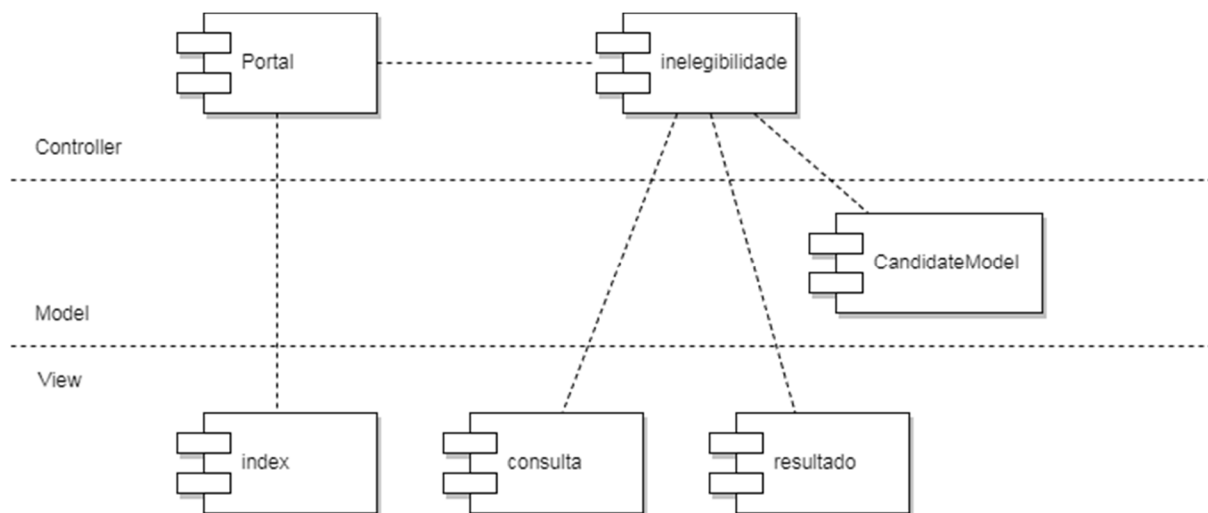 Portal
inelegibilidade
Controller
CandidateModel
Model
View
index
consulta
resultado